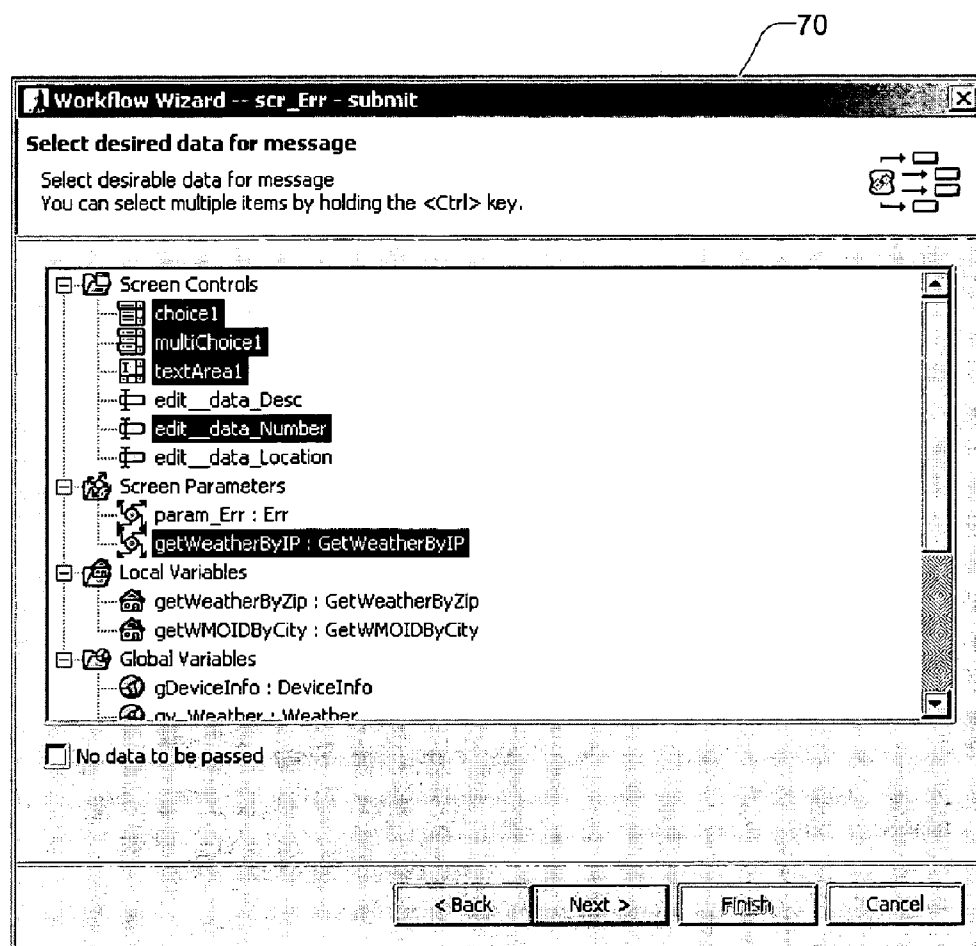 70
Workflow Wizard -- scr_Err - submit
Select desired data for message
Select desirable data for message
You can select multiple items by holding the <Ctrl> key.
Screen Controls
choice1
multiChoice1
textArea1
edit__data_Desc
edit__data_Number
edit__data_Location
Screen Parameters
param_Err : Err
getWeatherByIP : GetWeatherByIP
Local Variables
getWeatherByZip : GetWeatherByZip
getWMOIDByCity : GetWMOIDByCity
Global Variables
gDeviceInfo : DeviceInfo
gv_Weather : Weather
No data to be passed
< Back Next > Finish Cancel